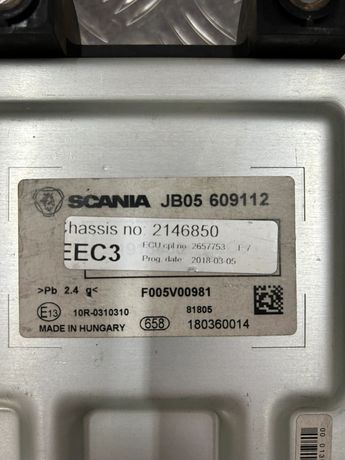 SCANIA JB05 609112
Chassis no: 2146850
EEC3
ECU cpl no 2657753
Prog. date 2018-03-05
>Pb 2.4 g< F005V00981
E13 10R-0310310 81805
MADE IN HUNGARY 658 180360014